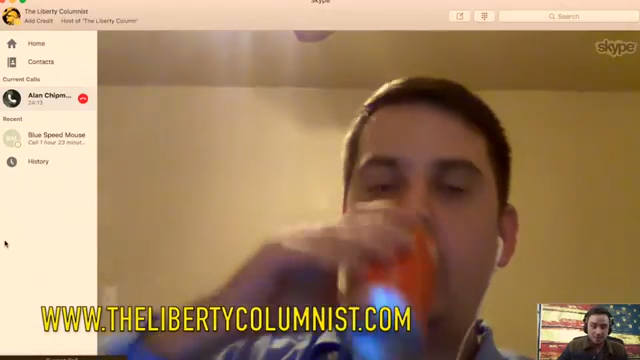 Skype
The Liberty Columnist
Add Credit Host of "The Liberty Column"
Search
skype
Home
Contacts
Current Calls
Alan Chipm...
24:13
Recent
Blue Speed Mouse
Call 1 hour 23 minut...
History
WWW.THELIBERTYCOLUMNIST.COM